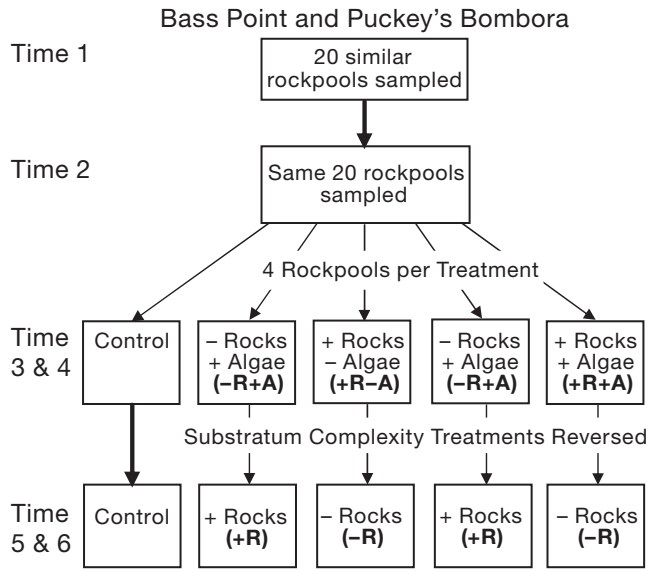 Bass Point and Puckey's Bombora
Time 1
20 similar
rockpools sampled
Time 2
Same 20 rockpools
sampled
4 Rockpools per Treatment
Time
3 & 4
Control
– Rocks
+ Algae
(–R+A)
+ Rocks
– Algae
(+R–A)
– Rocks
+ Algae
(–R+A)
+ Rocks
+ Algae
(+R+A)
Substratum Complexity Treatments Reversed
Time
5 & 6
Control
+ Rocks
(+R)
– Rocks
(–R)
+ Rocks
(+R)
– Rocks
(–R)